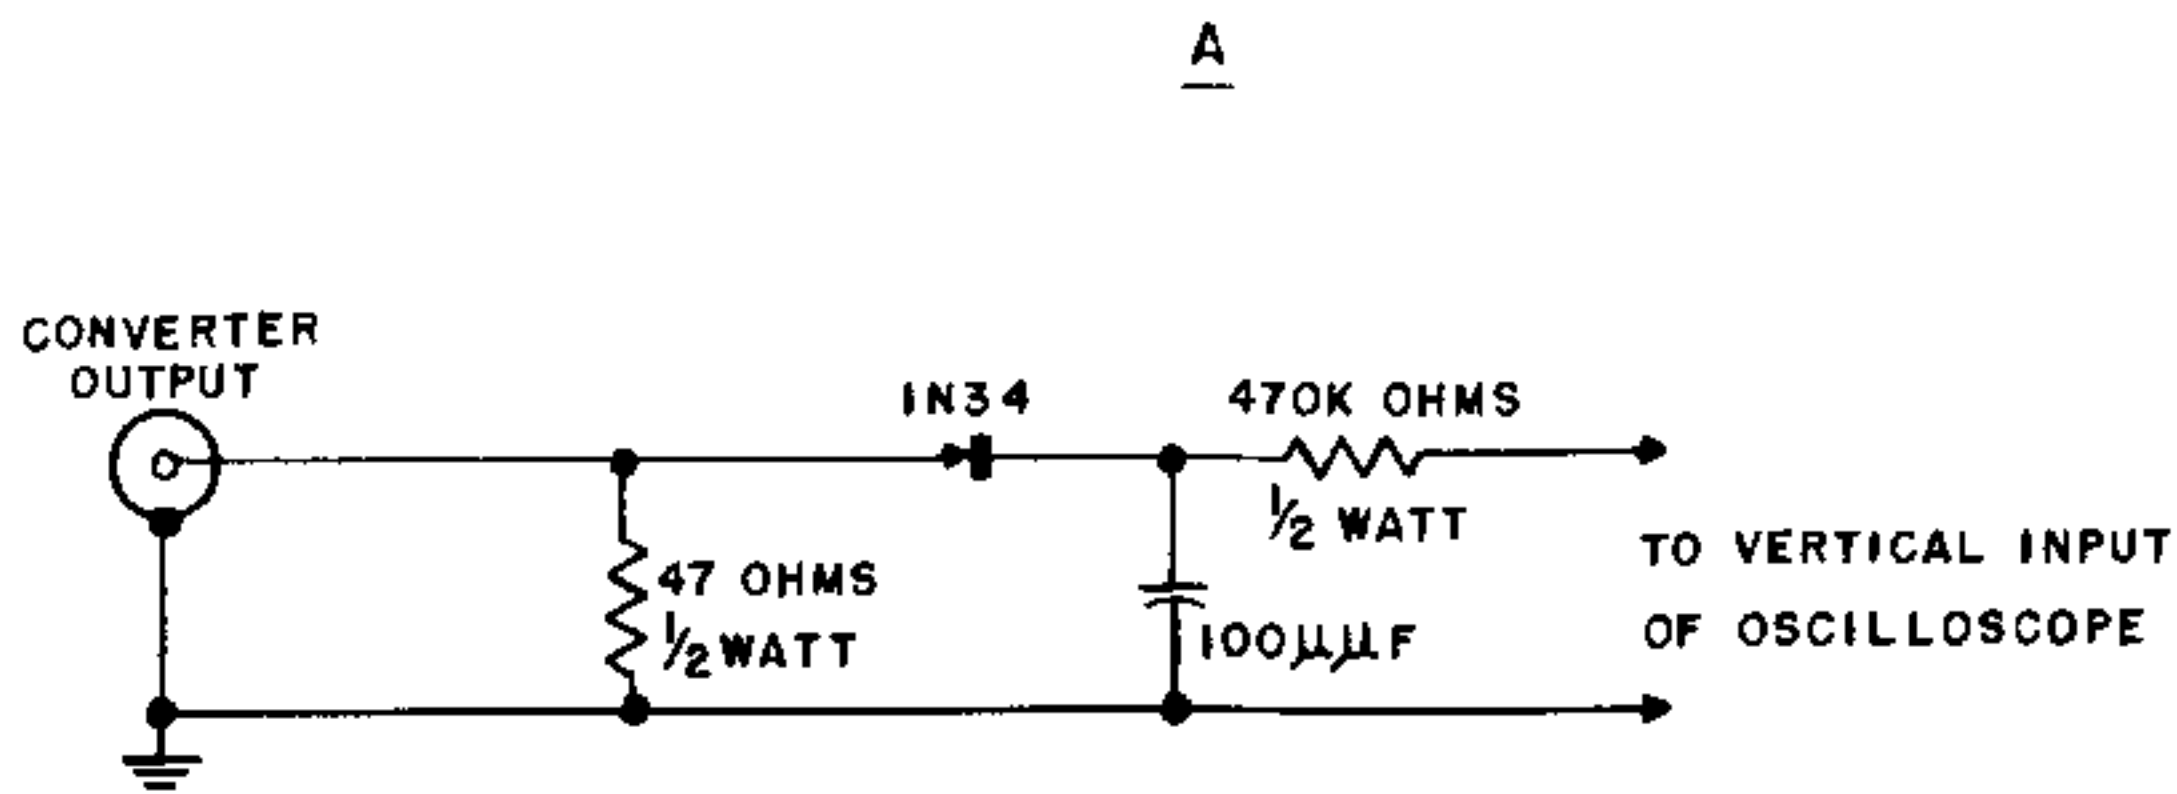 A
CONVERTER
OUTPUT
1N34
470K OHMS
1/2 WATT
47 OHMS
1/2 WATT
100µµF
TO VERTICAL INPUT
OF OSCILLOSCOPE